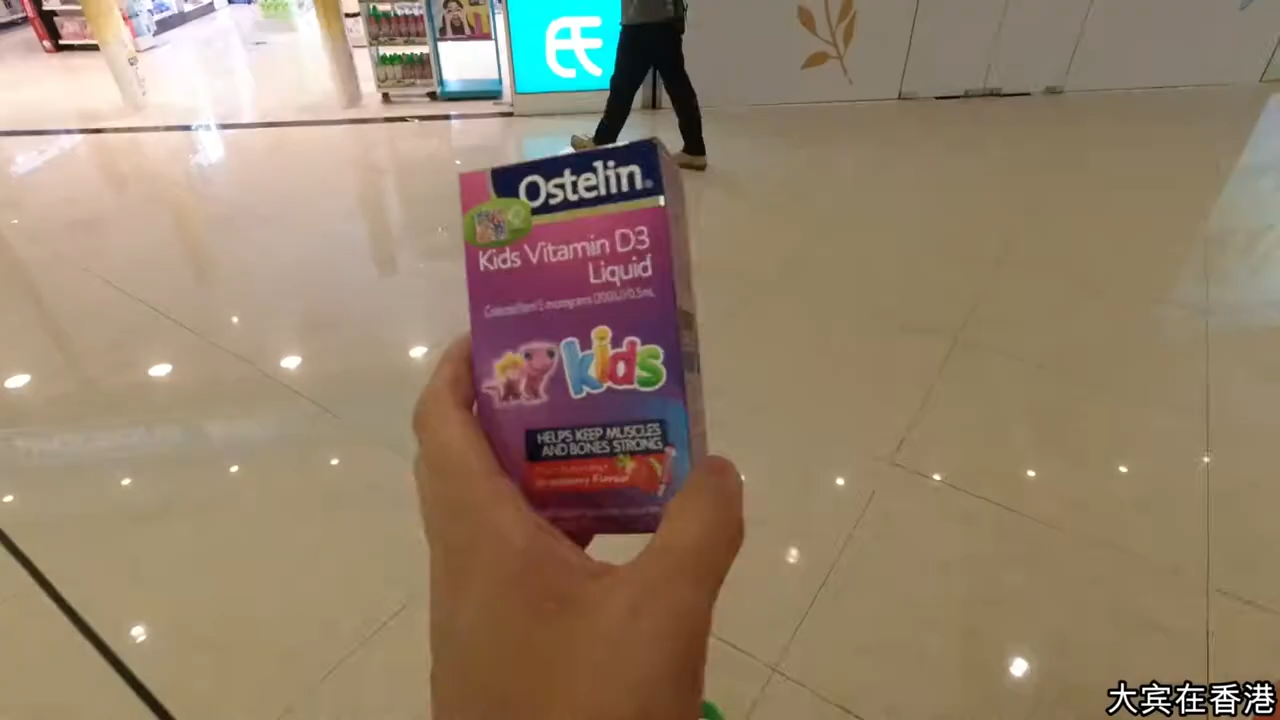 Ostelin
Kids Vitamin D3
Liquid
kids
HELPS KEEP MUSCLES
AND BONES STRONG
Strawberry Flavour
大宾在香港